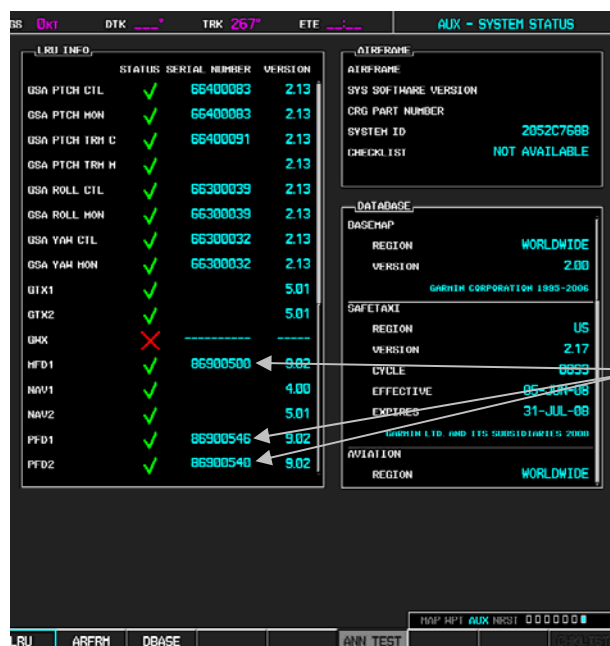 GS 0KT DTK ___° TRK 267° ETE __:__ AUX - SYSTEM STATUS
LRU INFO
STATUS SERIAL NUMBER VERSION
GSA PTCH CTL 66400083 2.13
GSA PTCH MON 66400083 2.13
GSA PTCH TRM C 66400091 2.13
GSA PTCH TRM M 2.13
GSA ROLL CTL 66300039 2.13
GSA ROLL MON 66300039 2.13
GSA YAW CTL 66300032 2.13
GSA YAW MON 66300032 2.13
GTX1 5.01
GTX2 5.01
GWX ---------- -----
MFD1 86900500 9.02
NAV1 4.00
NAV2 5.01
PFD1 86900546 9.02
PFD2 86900540 9.02
AIRFRAME
AIRFRAME
SYS SOFTWARE VERSION
CRG PART NUMBER
SYSTEM ID 2052C768B
CHECKLIST NOT AVAILABLE
DATABASE
BASEMAP
REGION WORLDWIDE
VERSION 2.00
GARMIN CORPORATION 1995-2006
SAFETAXI
REGION US
VERSION 2.17
CYCLE 08S3
EFFECTIVE 05-JUN-08
EXPIRES 31-JUL-08
GARMIN LTD. AND ITS SUBSIDIARIES 2008
AVIATION
REGION WORLDWIDE
MAP WPT AUX NRST
LRU ARFRM DBASE ANN TEST CHKLIST